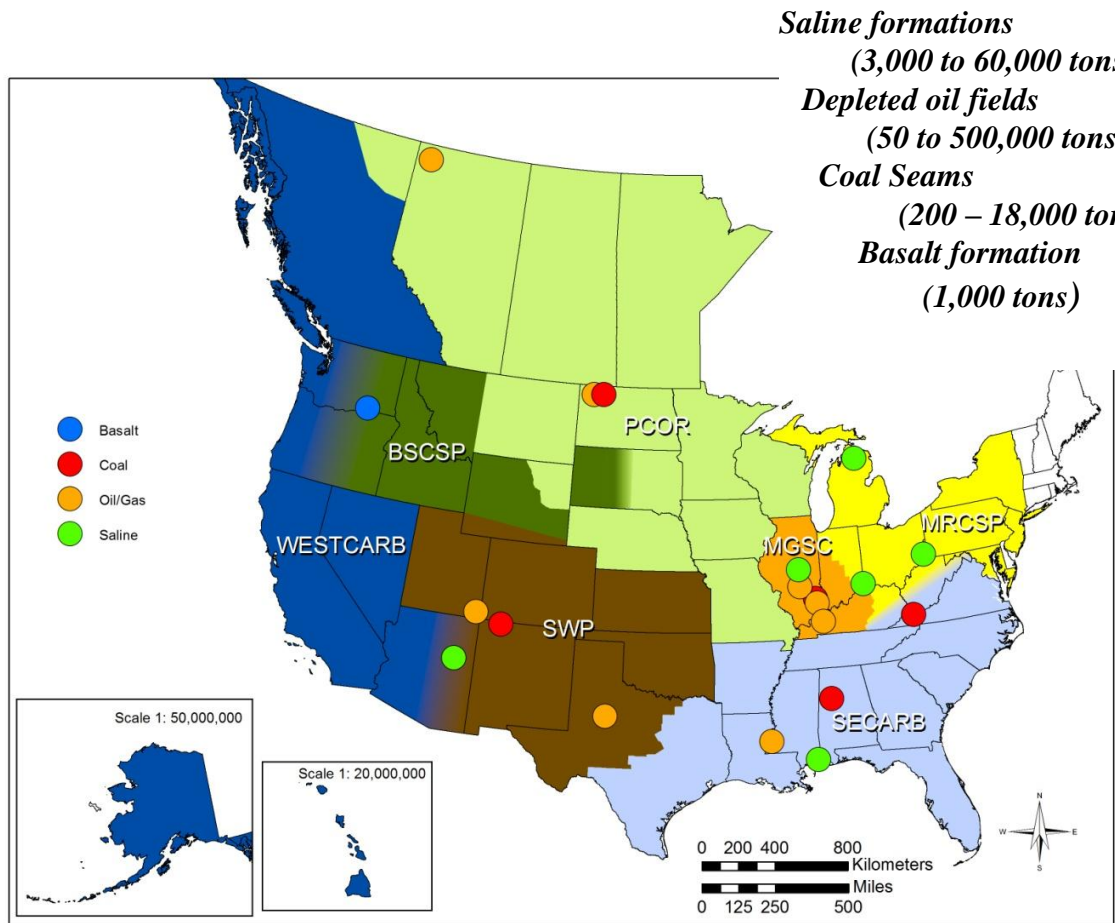 Saline formations
(3,000 to 60,000 tons
Depleted oil fields
(50 to 500,000 tons
Coal Seams
(200 – 18,000 ton
Basalt formation
(1,000 tons)
Basalt
Coal
Oil/Gas
Saline
PCOR
BSCSP
MRCSP
WESTCARB
MGSC
SWP
SECARB
Scale 1: 50,000,000
Scale 1: 20,000,000
N
W E
S
0 200 400 800
Kilometers
Miles
0 125 250 500